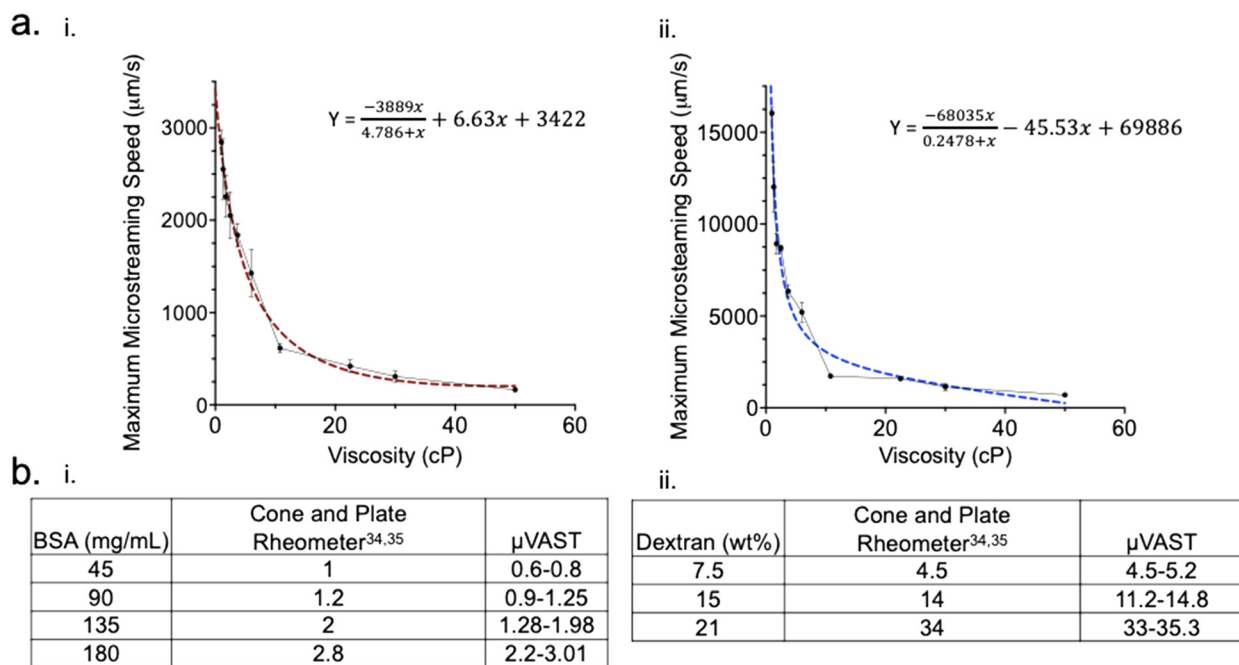 a. i.
ii.
Maximum Microstreaming Speed (μm/s)
3000
2000
1000
0
0 20 40 60
Viscosity (cP)
Y = \frac{-3889x}{4.786+x} + 6.63x + 3422
Maximum Microsteaming Speed (μm/s)
15000
10000
5000
0
0 20 40 60
Viscosity (cP)
Y = \frac{-68035x}{0.2478+x} − 45.53x + 69886
b. i.
BSA (mg/mL) Cone and Plate Rheometer34,35 μVAST
45 1 0.6-0.8
90 1.2 0.9-1.25
135 2 1.28-1.98
180 2.8 2.2-3.01
ii.
Dextran (wt%) Cone and Plate Rheometer34,35 μVAST
7.5 4.5 4.5-5.2
15 14 11.2-14.8
21 34 33-35.3